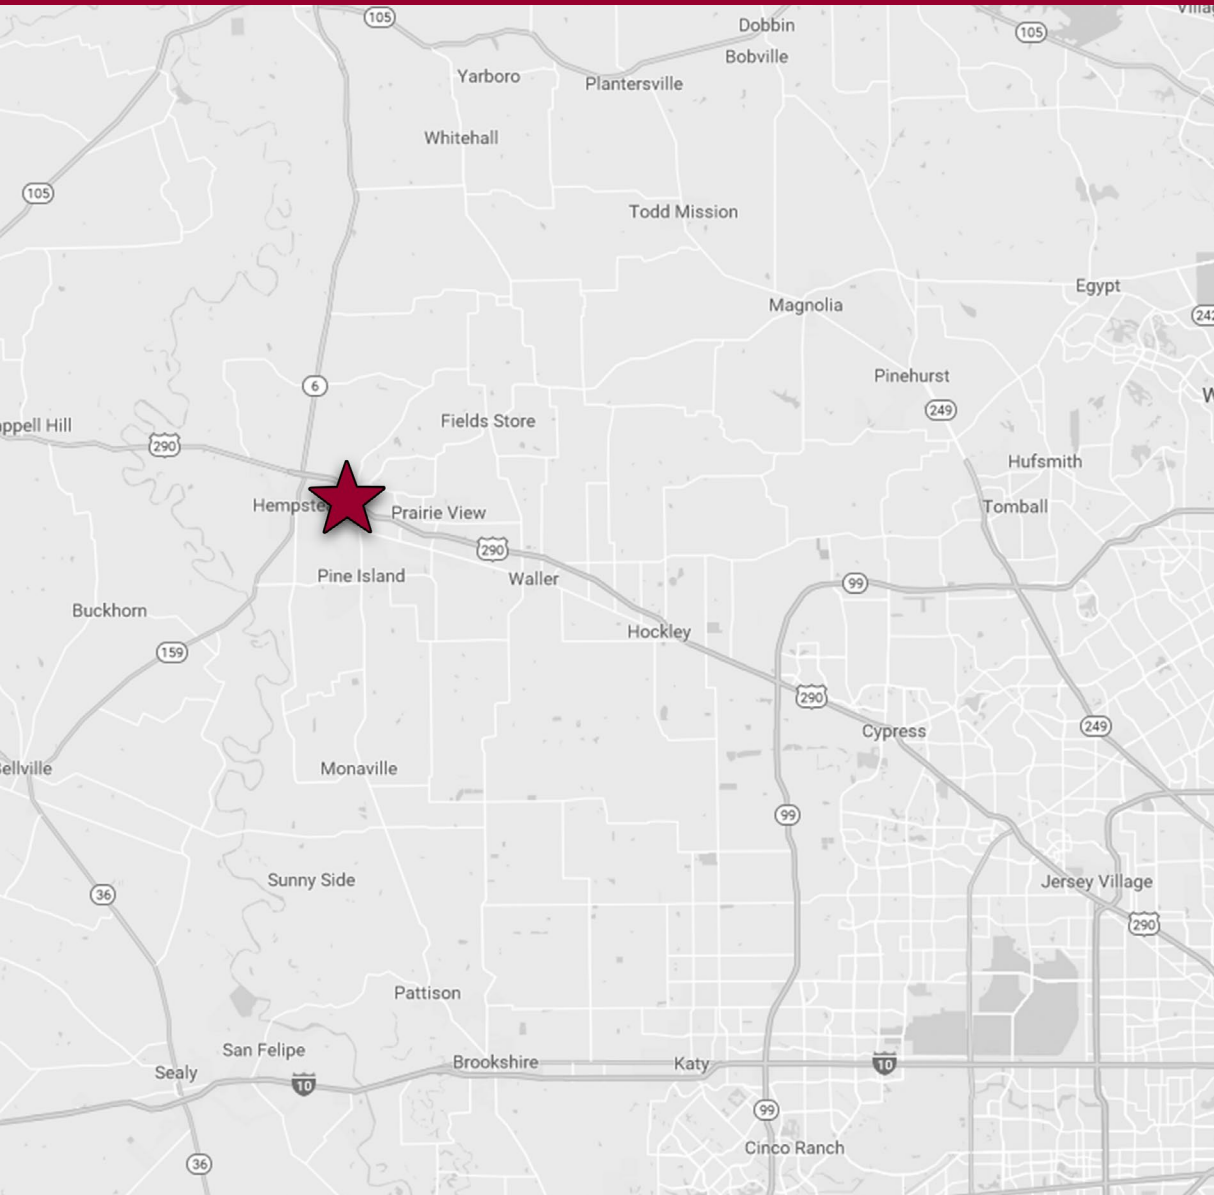 105
Dobbin
105
Bobville
Yarboro
Plantersville
Whitehall
105
Todd Mission
Egypt
Magnolia
Pinehurst
6
249
Fields Store
290
Hufsmith
Tomball
Prairie View
290
Pine Island
Waller
99
Buckhorn
Hockley
159
290
249
Cypress
Monaville
99
Sunny Side
Jersey Village
36
290
Pattison
San Felipe
Brookshire
Katy
10
Sealy
10
99
Cinco Ranch
36